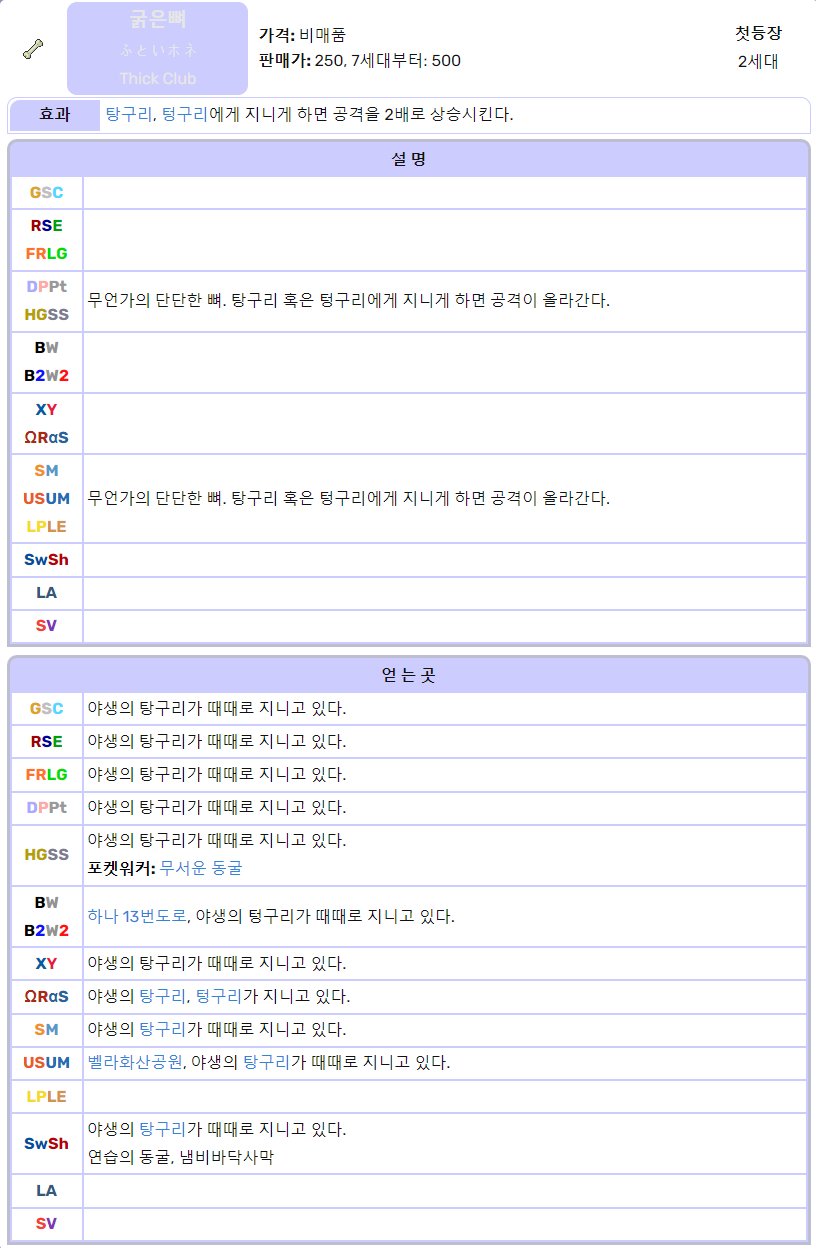 굵은뼈
ふといホネ
Thick Club
가격: 비매품
판매가: 250, 7세대부터: 500
첫등장
2세대
효과 탕구리, 텅구리에게 지니게 하면 공격을 2배로 상승시킨다.
설 명
GSC
RSE
FRLG
DPPt
HGSS
무언가의 단단한 뼈. 탕구리 혹은 텅구리에게 지니게 하면 공격이 올라간다.
BW
B2W2
XY
ΩRαS
SM
USUM
LPLE
무언가의 단단한 뼈. 탕구리 혹은 텅구리에게 지니게 하면 공격이 올라간다.
SwSh
LA
SV
얻 는 곳
GSC 야생의 탕구리가 때때로 지니고 있다.
RSE 야생의 탕구리가 때때로 지니고 있다.
FRLG 야생의 탕구리가 때때로 지니고 있다.
DPPt 야생의 탕구리가 때때로 지니고 있다.
HGSS 야생의 탕구리가 때때로 지니고 있다.
포켓워커: 무서운 동굴
BW
B2W2
하나 13번도로, 야생의 텅구리가 때때로 지니고 있다.
XY 야생의 탕구리가 때때로 지니고 있다.
ΩRαS 야생의 탕구리, 텅구리가 지니고 있다.
SM 야생의 탕구리가 때때로 지니고 있다.
USUM 벨라화산공원, 야생의 탕구리가 때때로 지니고 있다.
LPLE
SwSh 야생의 탕구리가 때때로 지니고 있다.
연습의 동굴, 냄비바닥사막
LA
SV